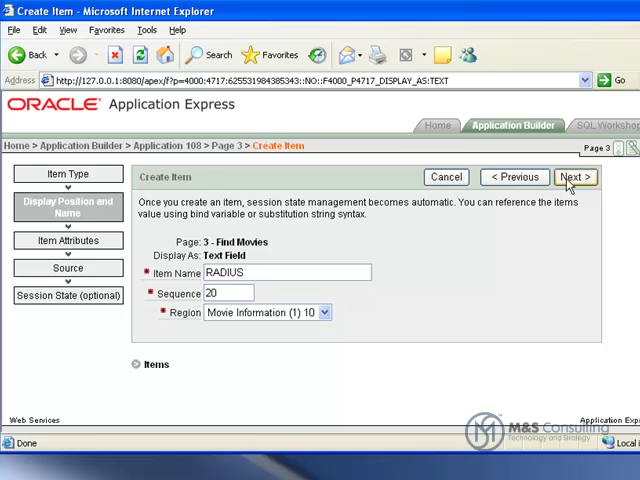 Create Item - Microsoft Internet Explorer
File Edit View Favorites Tools Help
Back Search Favorites
Address http://127.0.0.1:8080/apex/f?p=4000:4717:625531984385343::NO::F4000_P4717_DISPLAY_AS:TEXT Go
ORACLE Application Express
Home Application Builder SQL Worksho
Home > Application Builder > Application 108 > Page 3 > Create Item Page 3
Item Type
Display Position and
Name
Item Attributes
Source
Session State (optional)
Create Item Cancel < Previous Next >
Once you create an item, session state management becomes automatic. You can reference the items
value using bind variable or substitution string syntax.
Page: 3 - Find Movies
Display As: Text Field
Item Name RADIUS
Sequence 20
Region Movie Information (1) 10
Items
Web Services Application Expr
M&S Consulting
Technology and Strategy
Done Local i